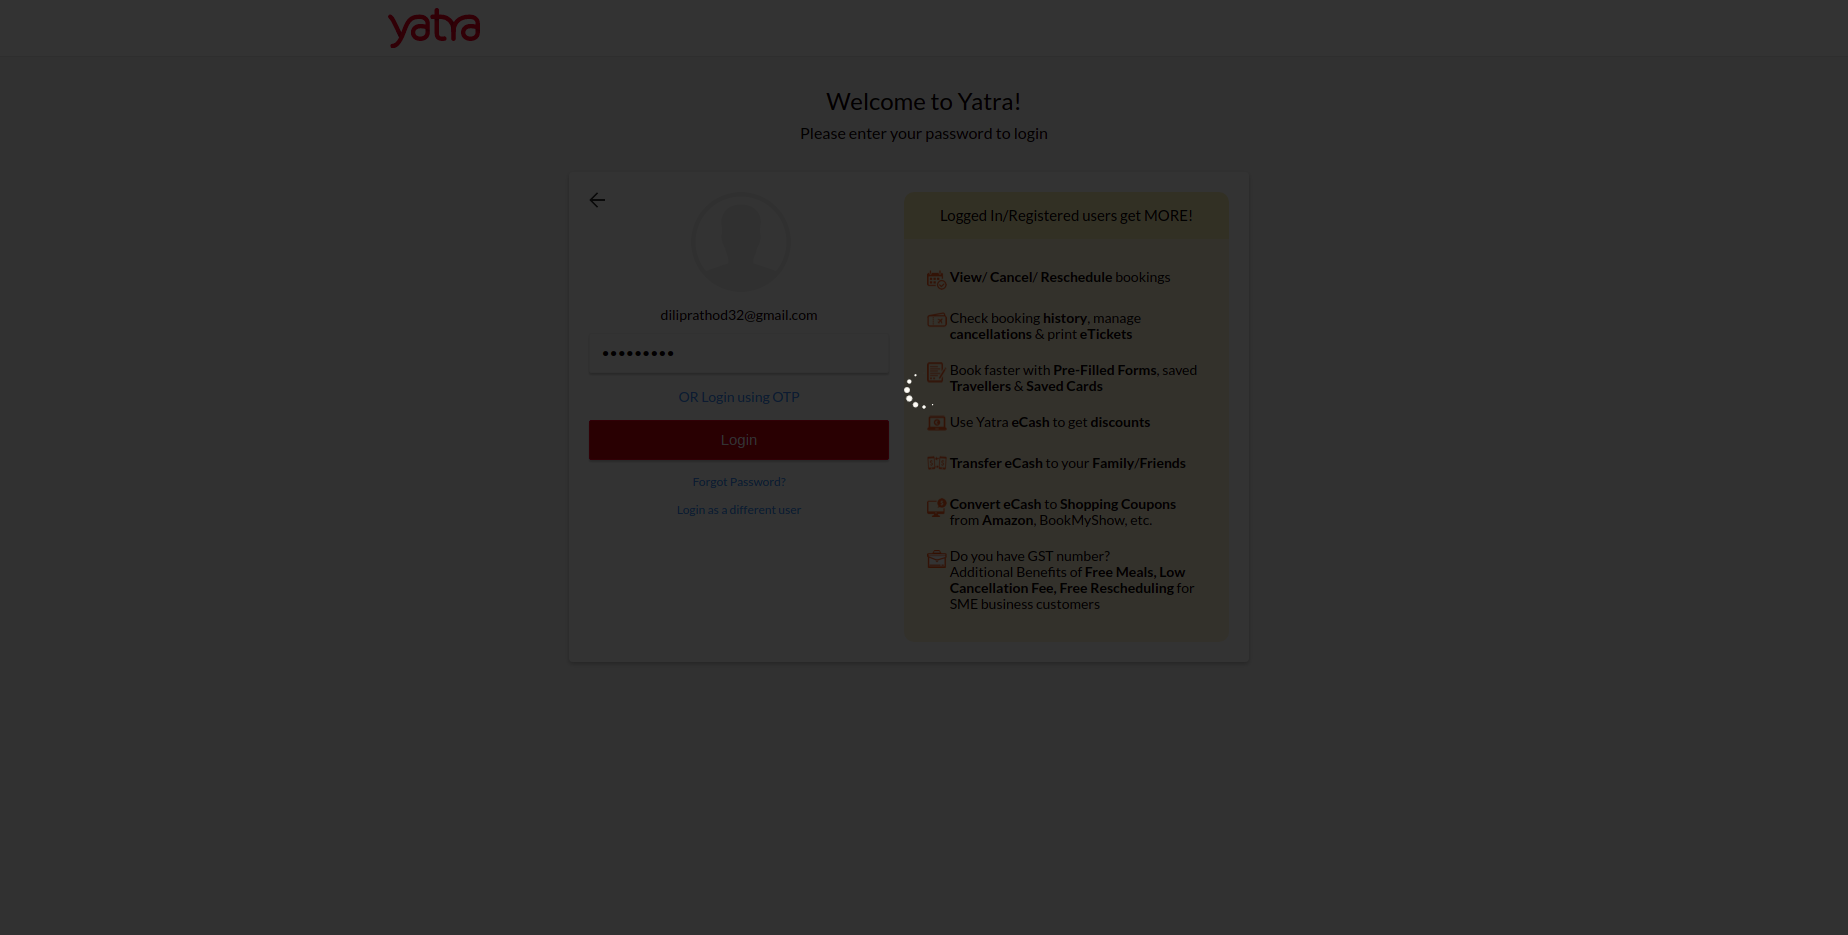 yatra
Welcome to Yatra!
Please enter your password to login
diliprathod32@gmail.com
•••••••••
OR Login using OTP
Login
Forgot Password?
Login as a different user
Logged In/Registered users get MORE!
View/ Cancel/ Reschedule bookings
Check booking history, manage
cancellations & print eTickets
Book faster with Pre-Filled Forms, saved
Travellers & Saved Cards
Use Yatra eCash to get discounts
Transfer eCash to your Family/Friends
Convert eCash to Shopping Coupons
from Amazon, BookMyShow, etc.
Do you have GST number?
Additional Benefits of Free Meals, Low
Cancellation Fee, Free Rescheduling for
SME business customers